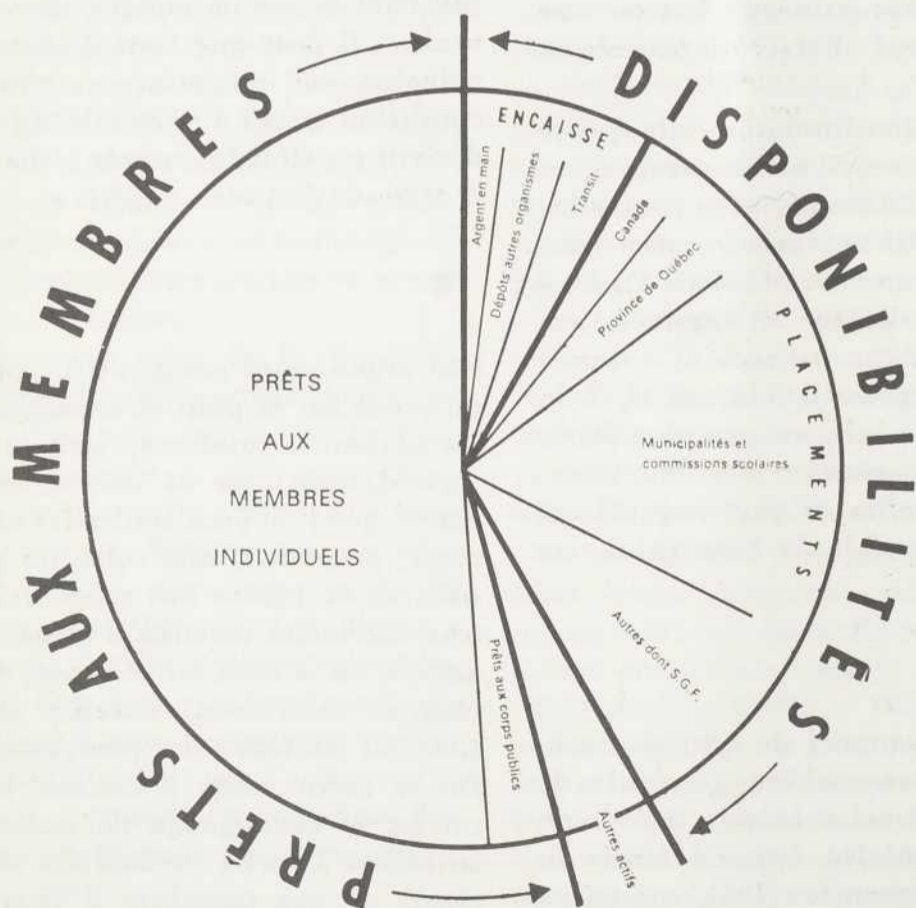 PRÊTS AUX MEMBRES
DISPONIBILITÉS
ENCAISSE
Argent en main
Dépôts autres organismes
Transit
Canada
Province de Québec
PLACEMENTS
Municipalités et
commissions scolaires
Autres dont S.G.F.
Autres actifs
Prêts aux corps publics
PRÊTS
AUX
MEMBRES
INDIVIDUELS